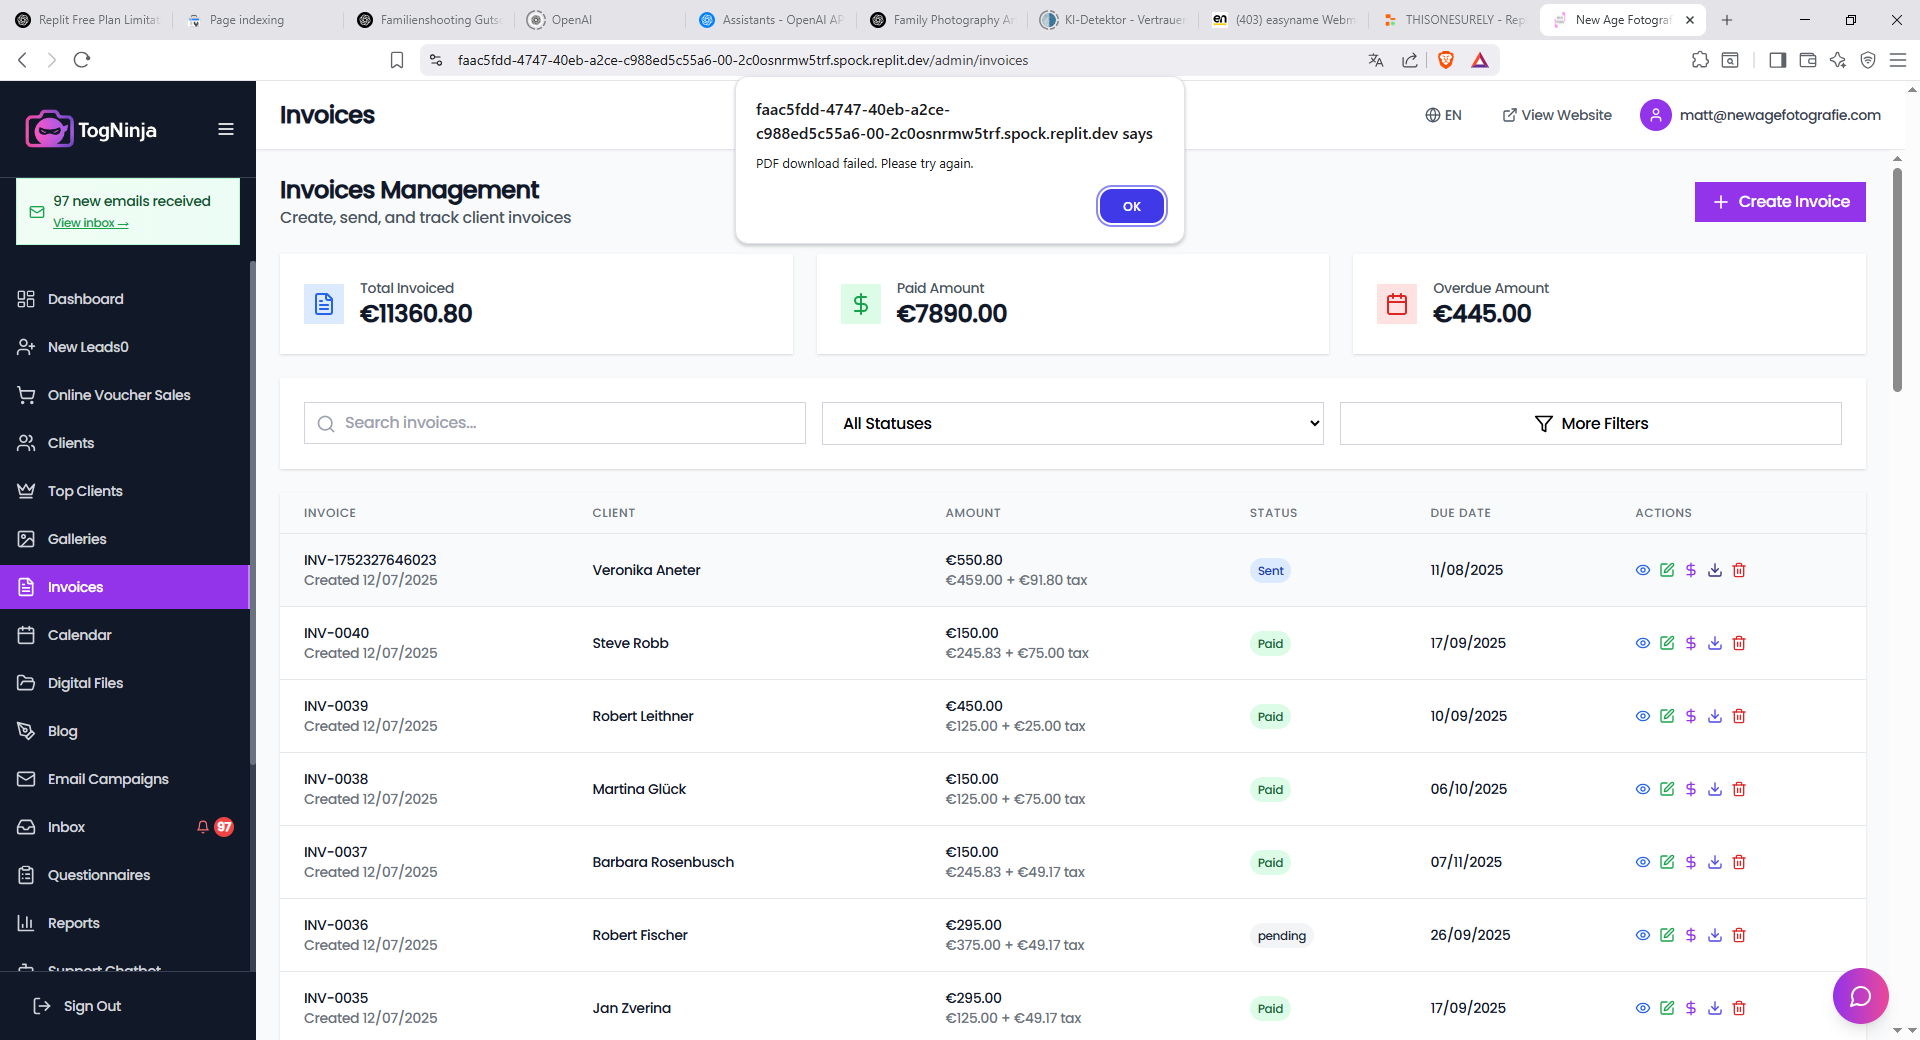 Replit Free Plan Limitat
Page indexing
Familienshooting Guts
OpenAI
Assistants - OpenAI AP
Family Photography Ar
KI-Detektor - Vertrauer
(403) easyname Webm
THISONESURELY - Rep
New Age Fotograf
faac5fdd-4747-40eb-a2ce-c988ed5c55a6-00-2c0osnrmw5trf.spock.replit.dev/admin/invoices
faac5fdd-4747-40eb-a2ce-
c988ed5c55a6-00-2c0osnrmw5trf.spock.replit.dev says
PDF download failed. Please try again.
OK
TogNinja
97 new emails received
View inbox →
Dashboard
New Leads0
Online Voucher Sales
Clients
Top Clients
Galleries
Invoices
Calendar
Digital Files
Blog
Email Campaigns
Inbox 97
Questionnaires
Reports
Support Chatbot
Sign Out
Invoices
EN
View Website
matt@newagefotografie.com
Invoices Management
Create, send, and track client invoices
Create Invoice
Total Invoiced
€11360.80
Paid Amount
€7890.00
Overdue Amount
€445.00
Search invoices...
All Statuses
More Filters
INVOICE CLIENT AMOUNT STATUS DUE DATE ACTIONS
INV-1752327646023 €550.80
Veronika Aneter Sent 11/08/2025
Created 12/07/2025 €459.00 + €91.80 tax
INV-0040 €150.00
Steve Robb Paid 17/09/2025
Created 12/07/2025 €245.83 + €75.00 tax
INV-0039 €450.00
Robert Leithner Paid 10/09/2025
Created 12/07/2025 €125.00 + €25.00 tax
INV-0038 €150.00
Martina Glück Paid 06/10/2025
Created 12/07/2025 €125.00 + €75.00 tax
INV-0037 €150.00
Barbara Rosenbusch Paid 07/11/2025
Created 12/07/2025 €245.83 + €49.17 tax
INV-0036 €295.00
Robert Fischer pending 26/09/2025
Created 12/07/2025 €375.00 + €49.17 tax
INV-0035 €295.00
Jan Zverina Paid 17/09/2025
Created 12/07/2025 €125.00 + €49.17 tax